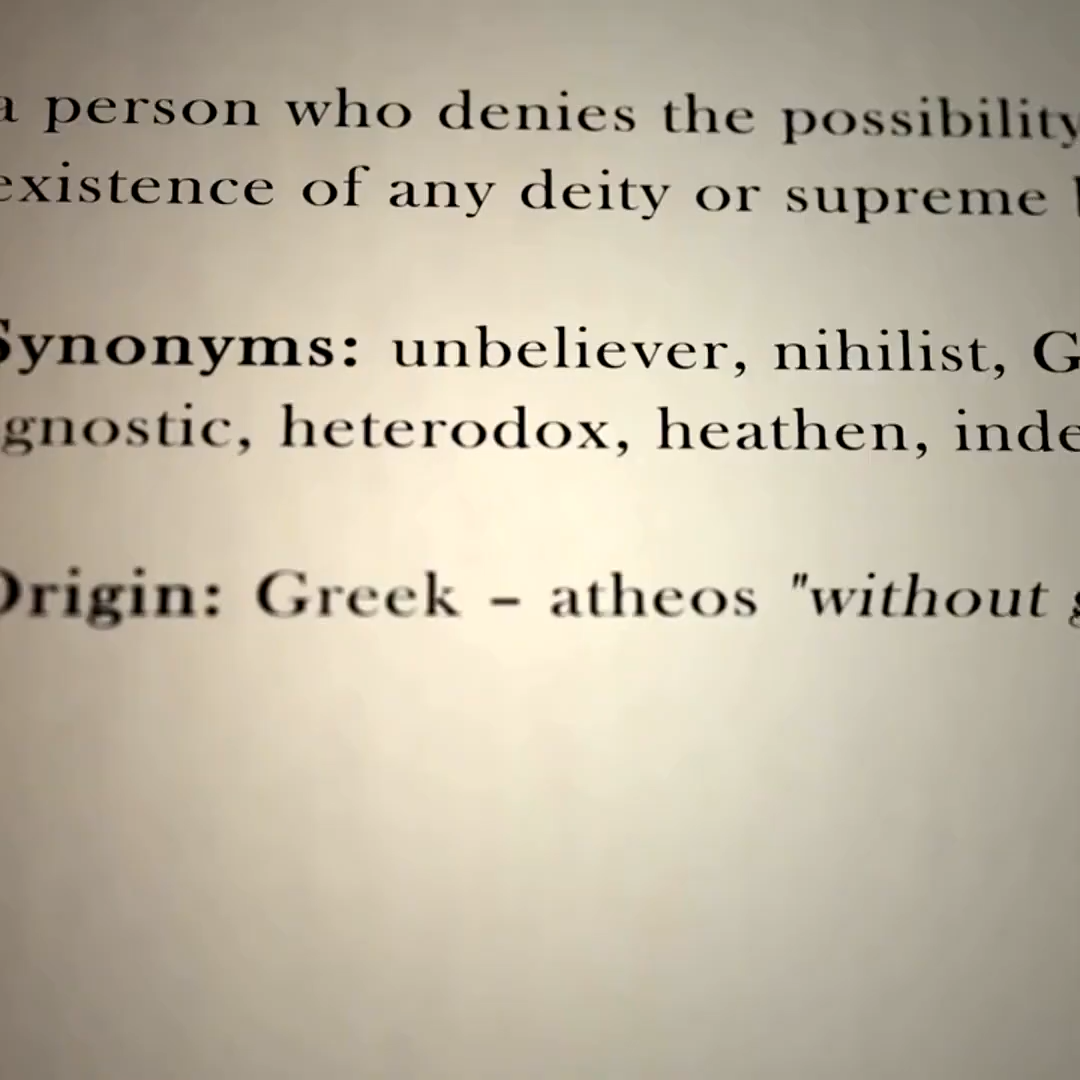 a person who denies the possibility
existence of any deity or supreme
Synonyms: unbeliever, nihilist,
gnostic, heterodox, heathen,
Origin: Greek – atheos "without